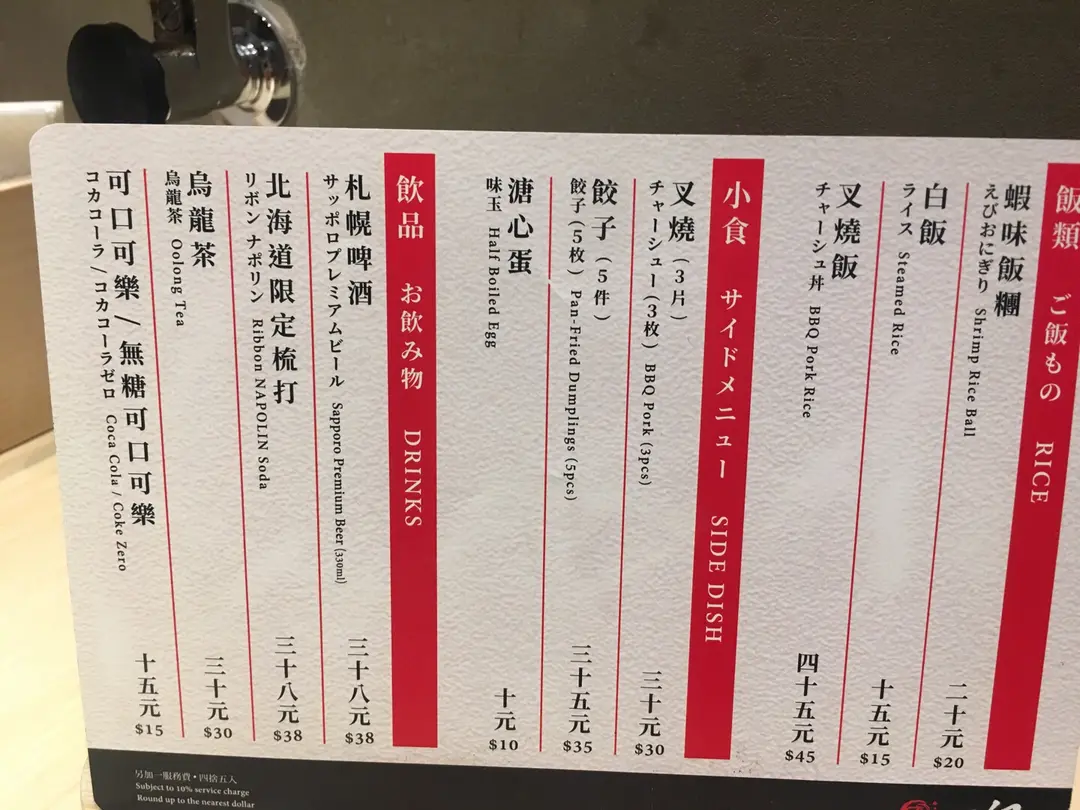 飯類 ご飯もの RICE
蝦味飯糰
えびおにぎり Shrimp Rice Ball
二十元
$20
白飯
ライス Steamed Rice
十五元
$15
叉燒飯
チャーシュ丼 BBQ Pork Rice
四十五元
$45
小食 サイドメニュー SIDE DISH
叉燒（3片）
チャーシュー（3枚） BBQ Pork (3pcs)
三十元
$30
餃子（5件）
餃子（5枚） Pan-Fried Dumplings (5pcs)
三十五元
$35
溏心蛋
味玉 Half Boiled Egg
十元
$10
飲品 お飲み物 DRINKS
札幌啤酒
サッポロプレミアムビール Sapporo Premium Beer (330ml)
三十八元
$38
北海道限定梳打
リボン ナポリン Ribbon NAPOLIN Soda
三十八元
$38
烏龍茶
烏龍茶 Oolong Tea
三十元
$30
可口可樂/無糖可口可樂
コカコーラ/コカコーラゼロ Coca Cola / Coke Zero
十五元
$15
另加一服務費・四捨五入
Subject to 10% service charge
Round up to the nearest dollar